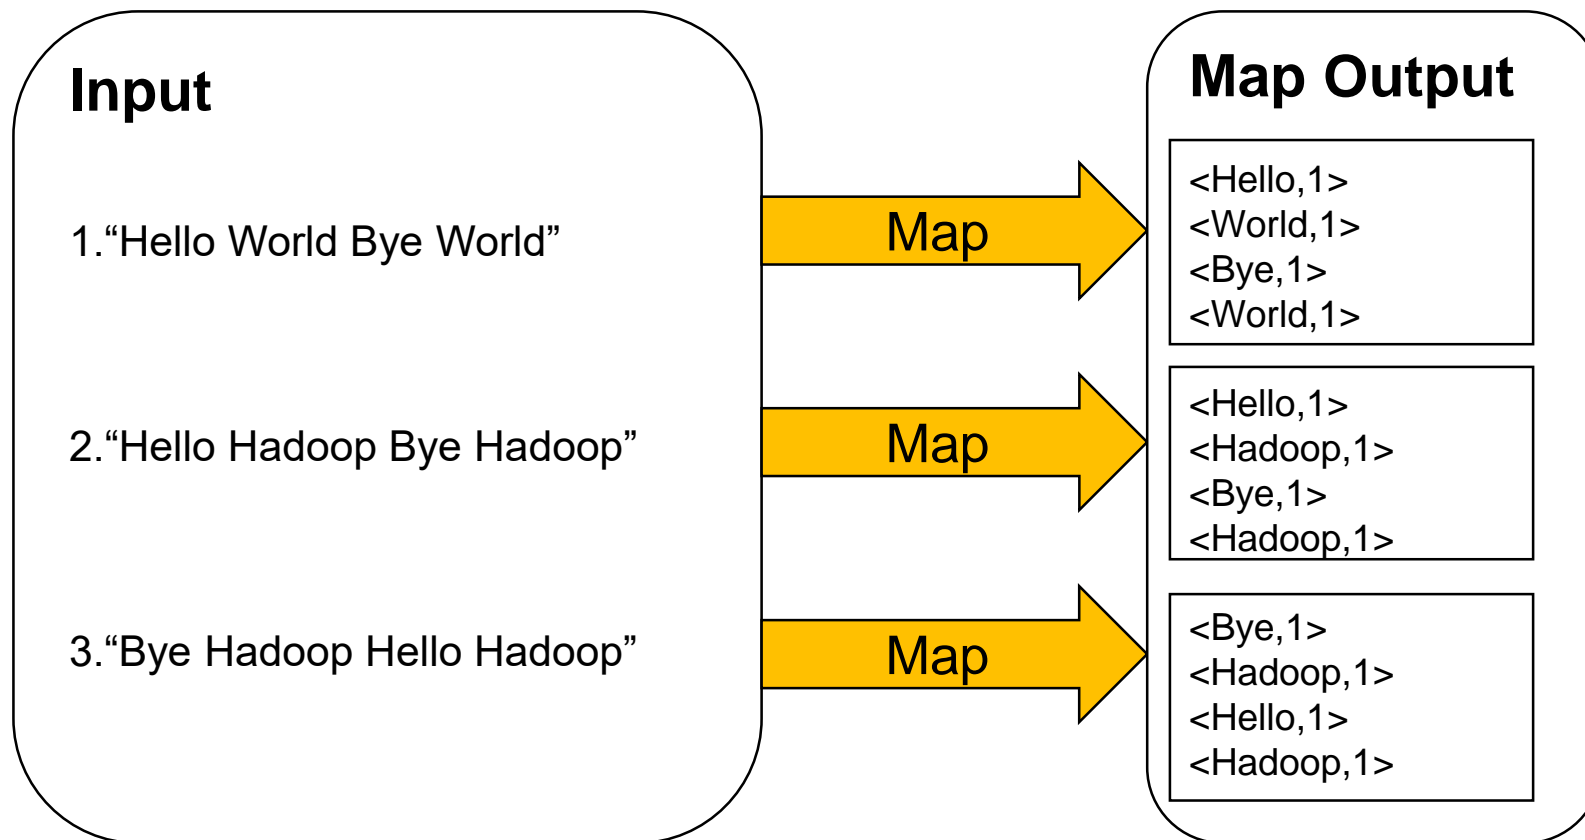 Input
1.“Hello World Bye World”
2.“Hello Hadoop Bye Hadoop”
3.“Bye Hadoop Hello Hadoop”
Map
Map
Map
Map Output
<Hello,1>
<World,1>
<Bye,1>
<World,1>
<Hello,1>
<Hadoop,1>
<Bye,1>
<Hadoop,1>
<Bye,1>
<Hadoop,1>
<Hello,1>
<Hadoop,1>